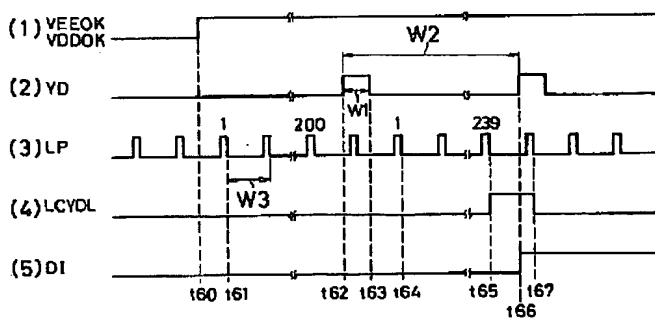 (1) VEEOK
VDDOK
W2
(2) YD
W1
1 200 1 239
(3) LP
W3
(4) LCYDL
(5) DI
t60 t61 t62 t63 t64 t65 t67
t66